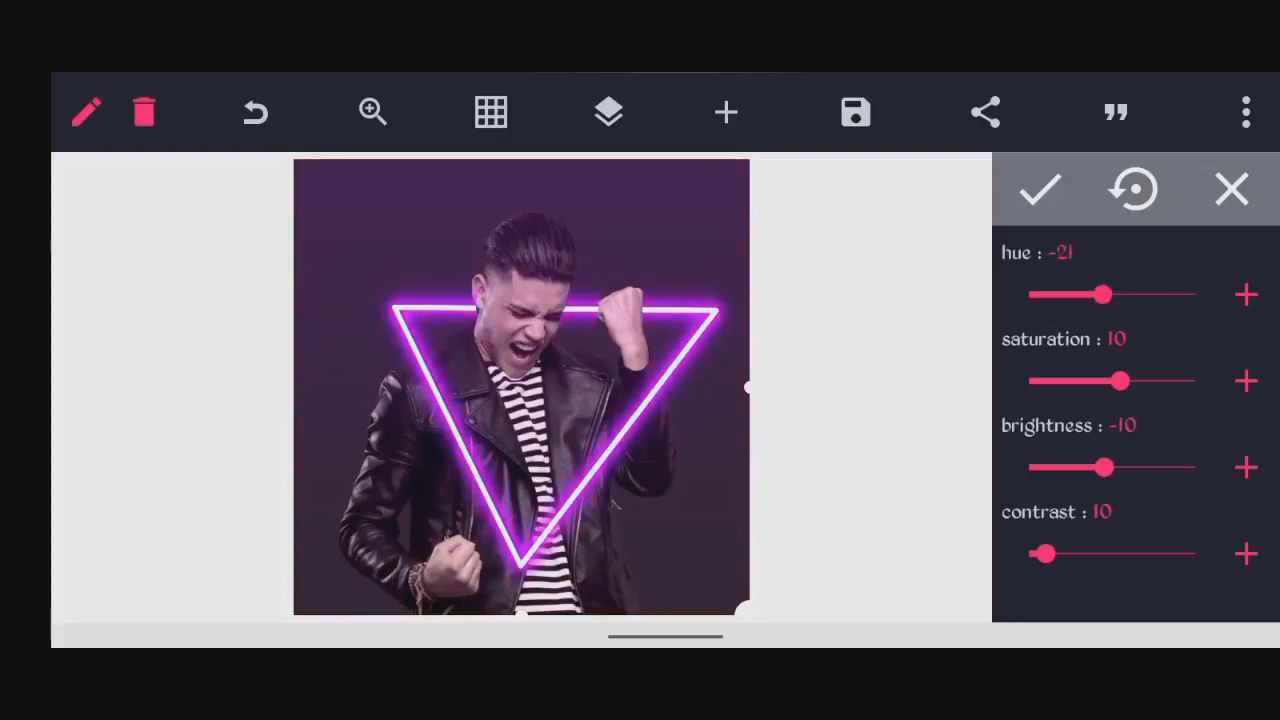 hue : -21
saturation : 10
brightness : -10
contrast : 10